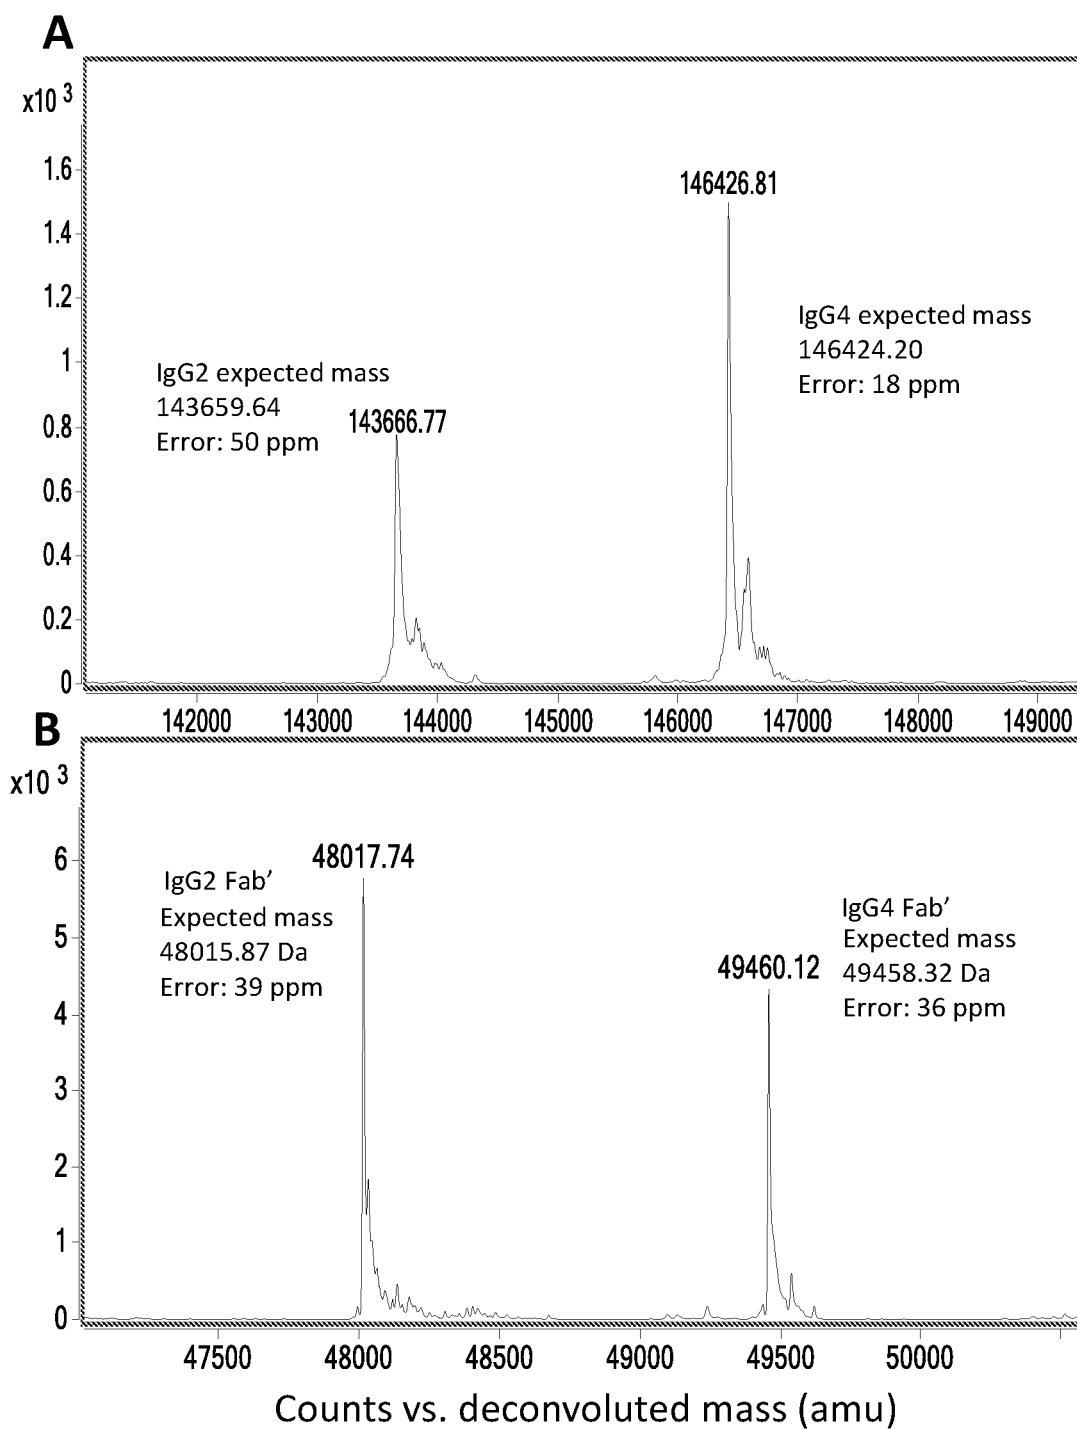 A
x10 3
1.6
1.4
1.2
1
0.8
0.6
0.4
0.2
0
146426.81
IgG4 expected mass
146424.20
Error: 18 ppm
IgG2 expected mass
143659.64
Error: 50 ppm
143666.77
142000 143000 144000 145000 146000 147000 148000 149000
B
x10 3
6
5
4
3
2
1
0
48017.74
IgG2 Fab’
Expected mass
48015.87 Da
Error: 39 ppm
49460.12
IgG4 Fab’
Expected mass
49458.32 Da
Error: 36 ppm
47500 48000 48500 49000 49500 50000
Counts vs. deconvoluted mass (amu)